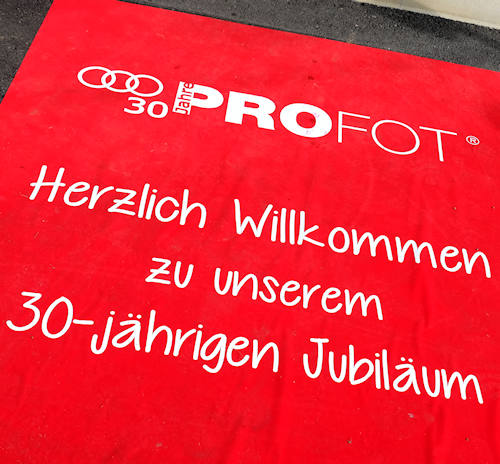 30 Jahre PROFOT®
Herzlich Willkommen
zu unserem
30-jährigen Jubiläum